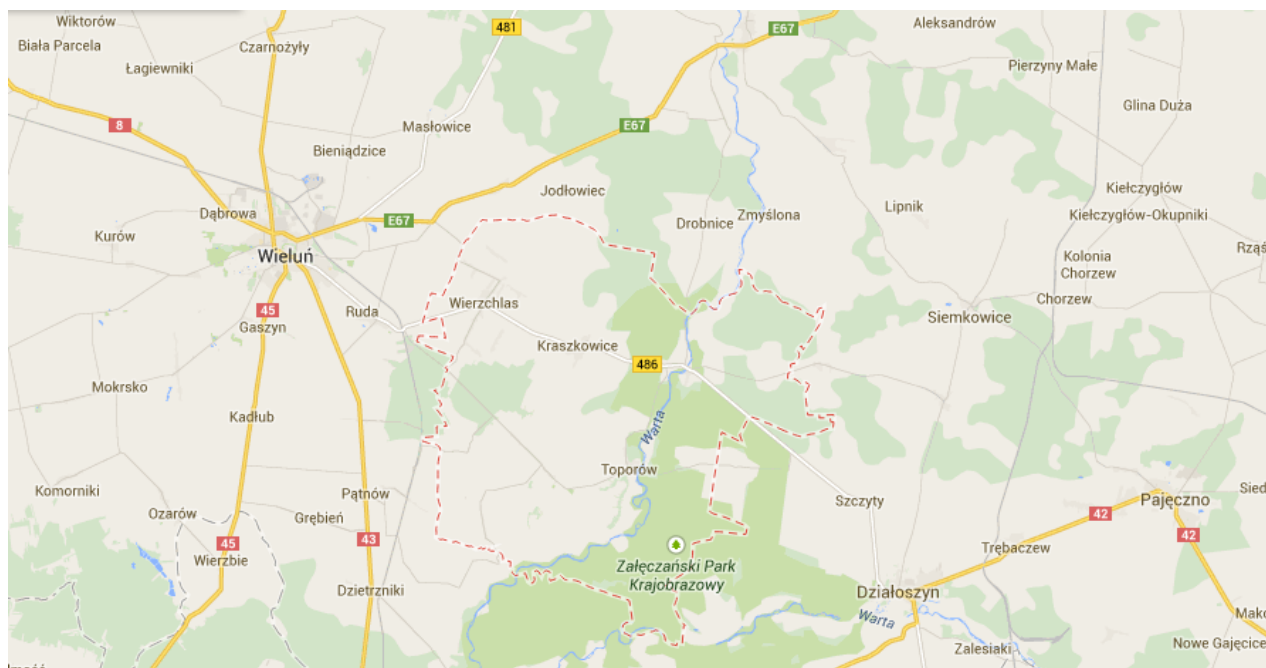 Wiktorów
481
E67
Aleksandrów
Biała Parcela
Czarnożyły
Łagiewniki
Pierzyny Małe
Glina Duża
8
Masłowice
E67
Bieniądzice
Jodłowiec
Kiełczygłów
Dąbrowa
E67
Drobnice
Zmyślona
Lipnik
Kiełczygłów-Okupniki
Kurów
Wieluń
Kolonia
Chorzew
Rząś
45
Ruda
Wierzchlas
Chorzew
Gaszyn
Siemkowice
Kraszkowice
486
Mokrsko
Kadłub
Warta
Toporów
Komorniki
Pątnów
Szczyty
Pajęczno
Sied
Ozarów
Grębień
42
45
43
42
Wierzbie
Trębaczew
Załęczański Park
Krajobrazowy
Dzietrzniki
Działoszyn
Warta
Mako
Zalesiaki
Nowe Gajęcice